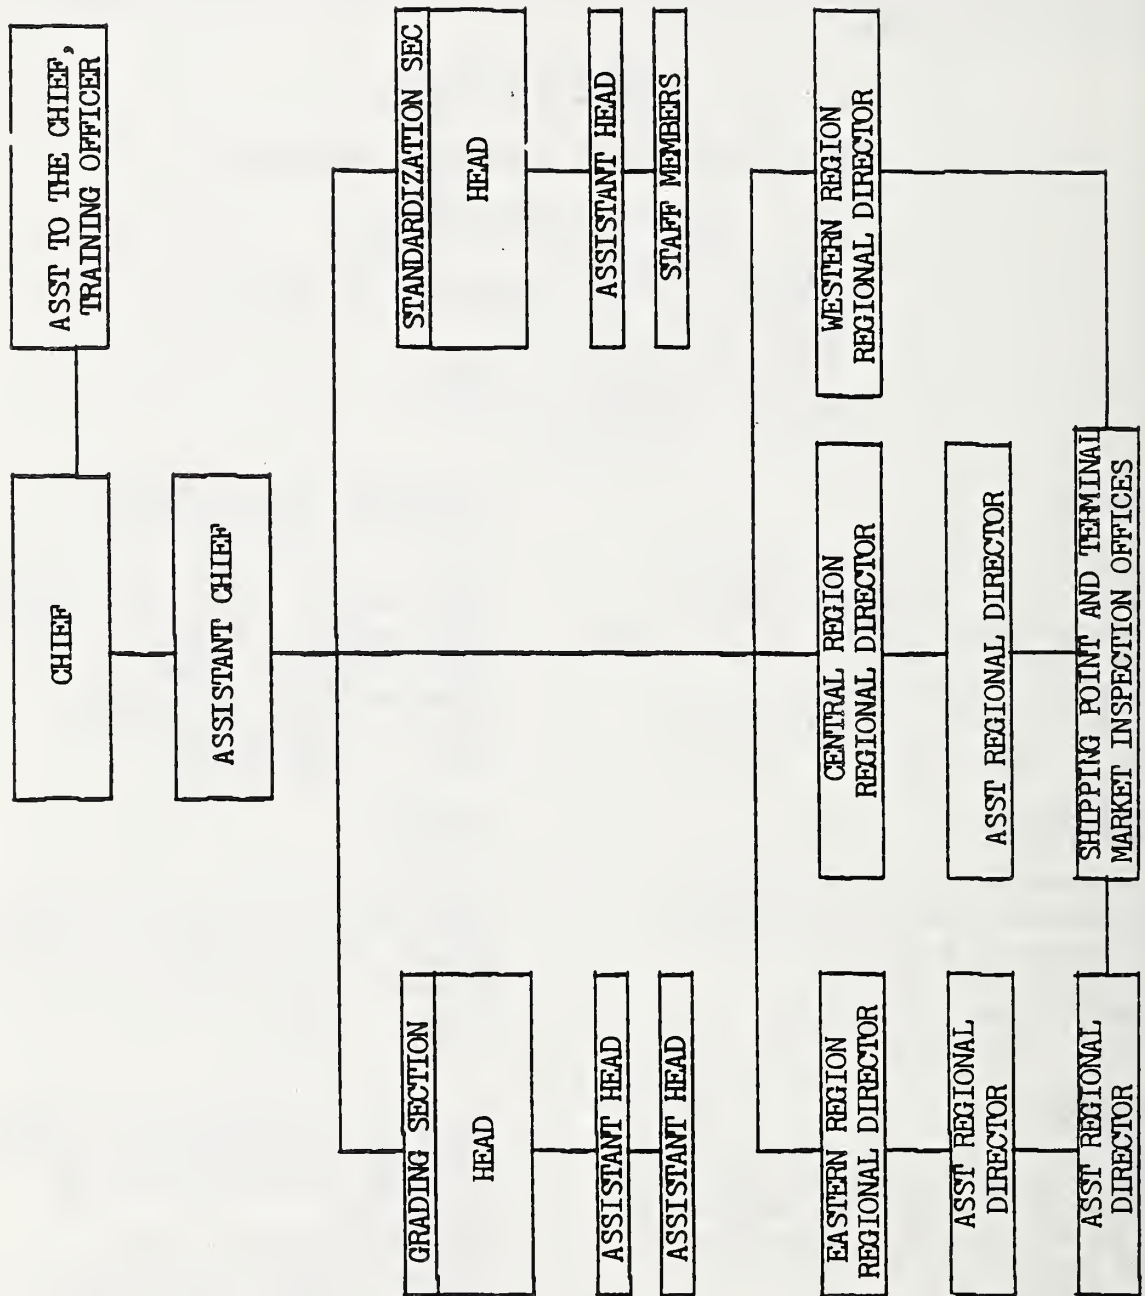 CHIEF
ASST TO THE CHIEF,
TRAINING OFFICER
ASSISTANT CHIEF
GRADING SECTION
HEAD
ASSISTANT HEAD
ASSISTANT HEAD
STANDARDIZATION SEC
HEAD
ASSISTANT HEAD
STAFF MEMBERS
EASTERN REGION
REGIONAL DIRECTOR
ASST REGIONAL
DIRECTOR
ASST REGIONAL
DIRECTOR
CENTRAL REGION
REGIONAL DIRECTOR
ASST REGIONAL DIRECTOR
WESTERN REGION
REGIONAL DIRECTOR
SHIPPING POINT AND TERMINAL
MARKET INSPECTION OFFICES